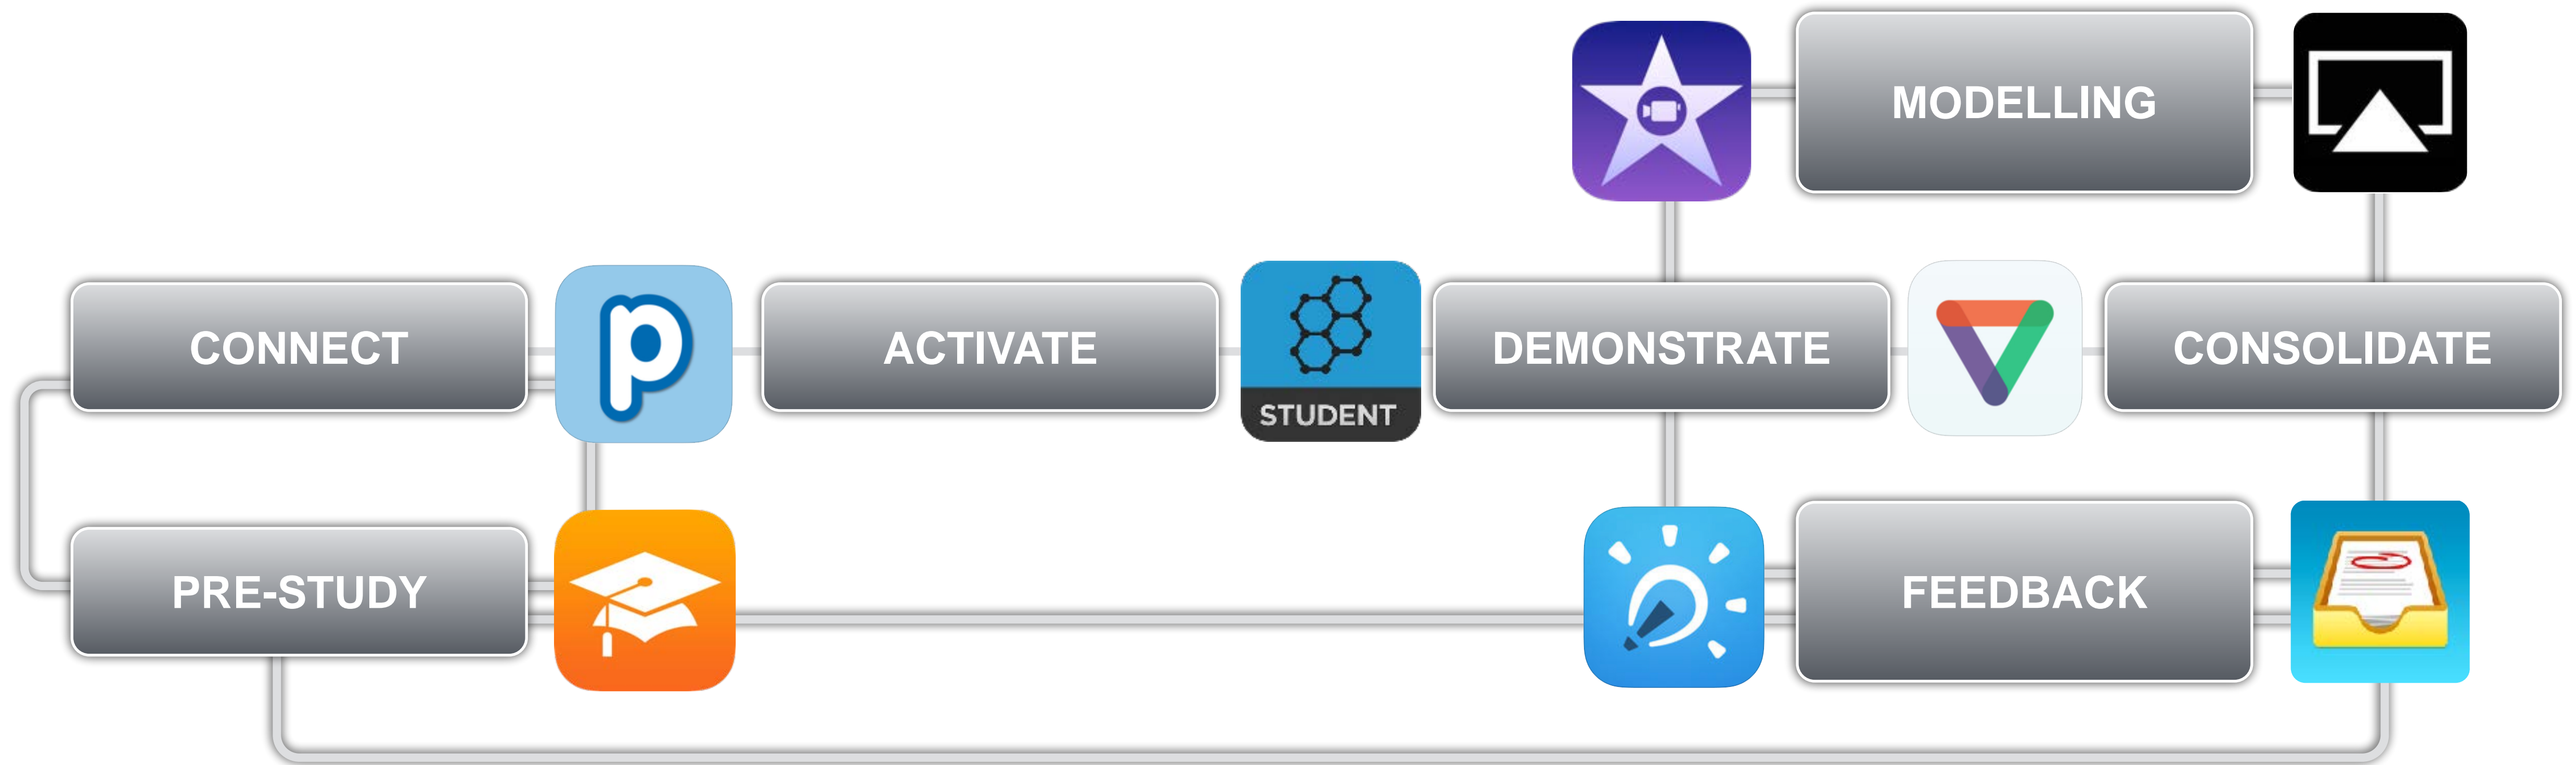 MODELLING
CONNECT
p
ACTIVATE
STUDENT
DEMONSTRATE
CONSOLIDATE
PRE-STUDY
FEEDBACK